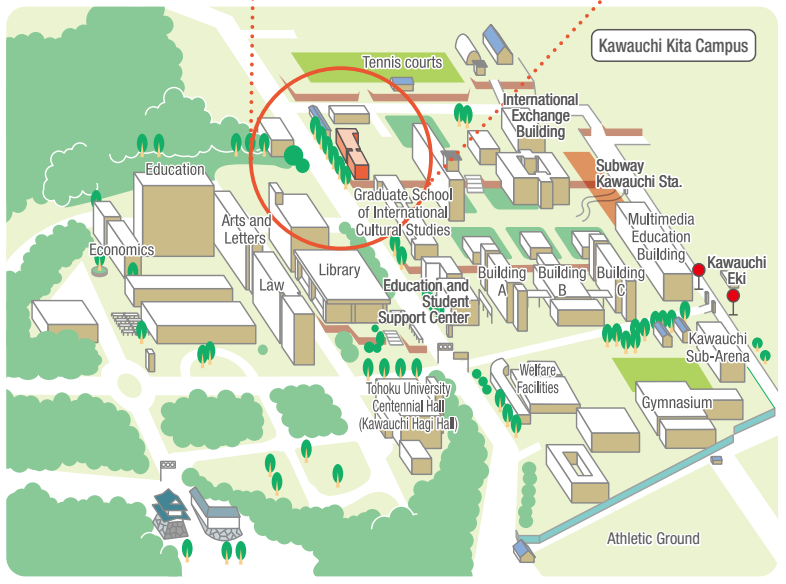 Kawauchi Kita Campus
Tennis courts
International
Exchange
Building
Subway
Kawauchi Sta.
Education
Graduate School
of International
Cultural Studies
Arts and
Letters
Multimedia
Education
Building
Economics
Library
Law
Building
A
Building
B
Building
C
Kawauchi
Eki
Education and
Student
Support Center
Kawauchi
Sub-Arena
Welfare
Facilities
Tohoku University
Centennial Hall
(Kawauchi Hagi Hall)
Gymnasium
Athletic Ground